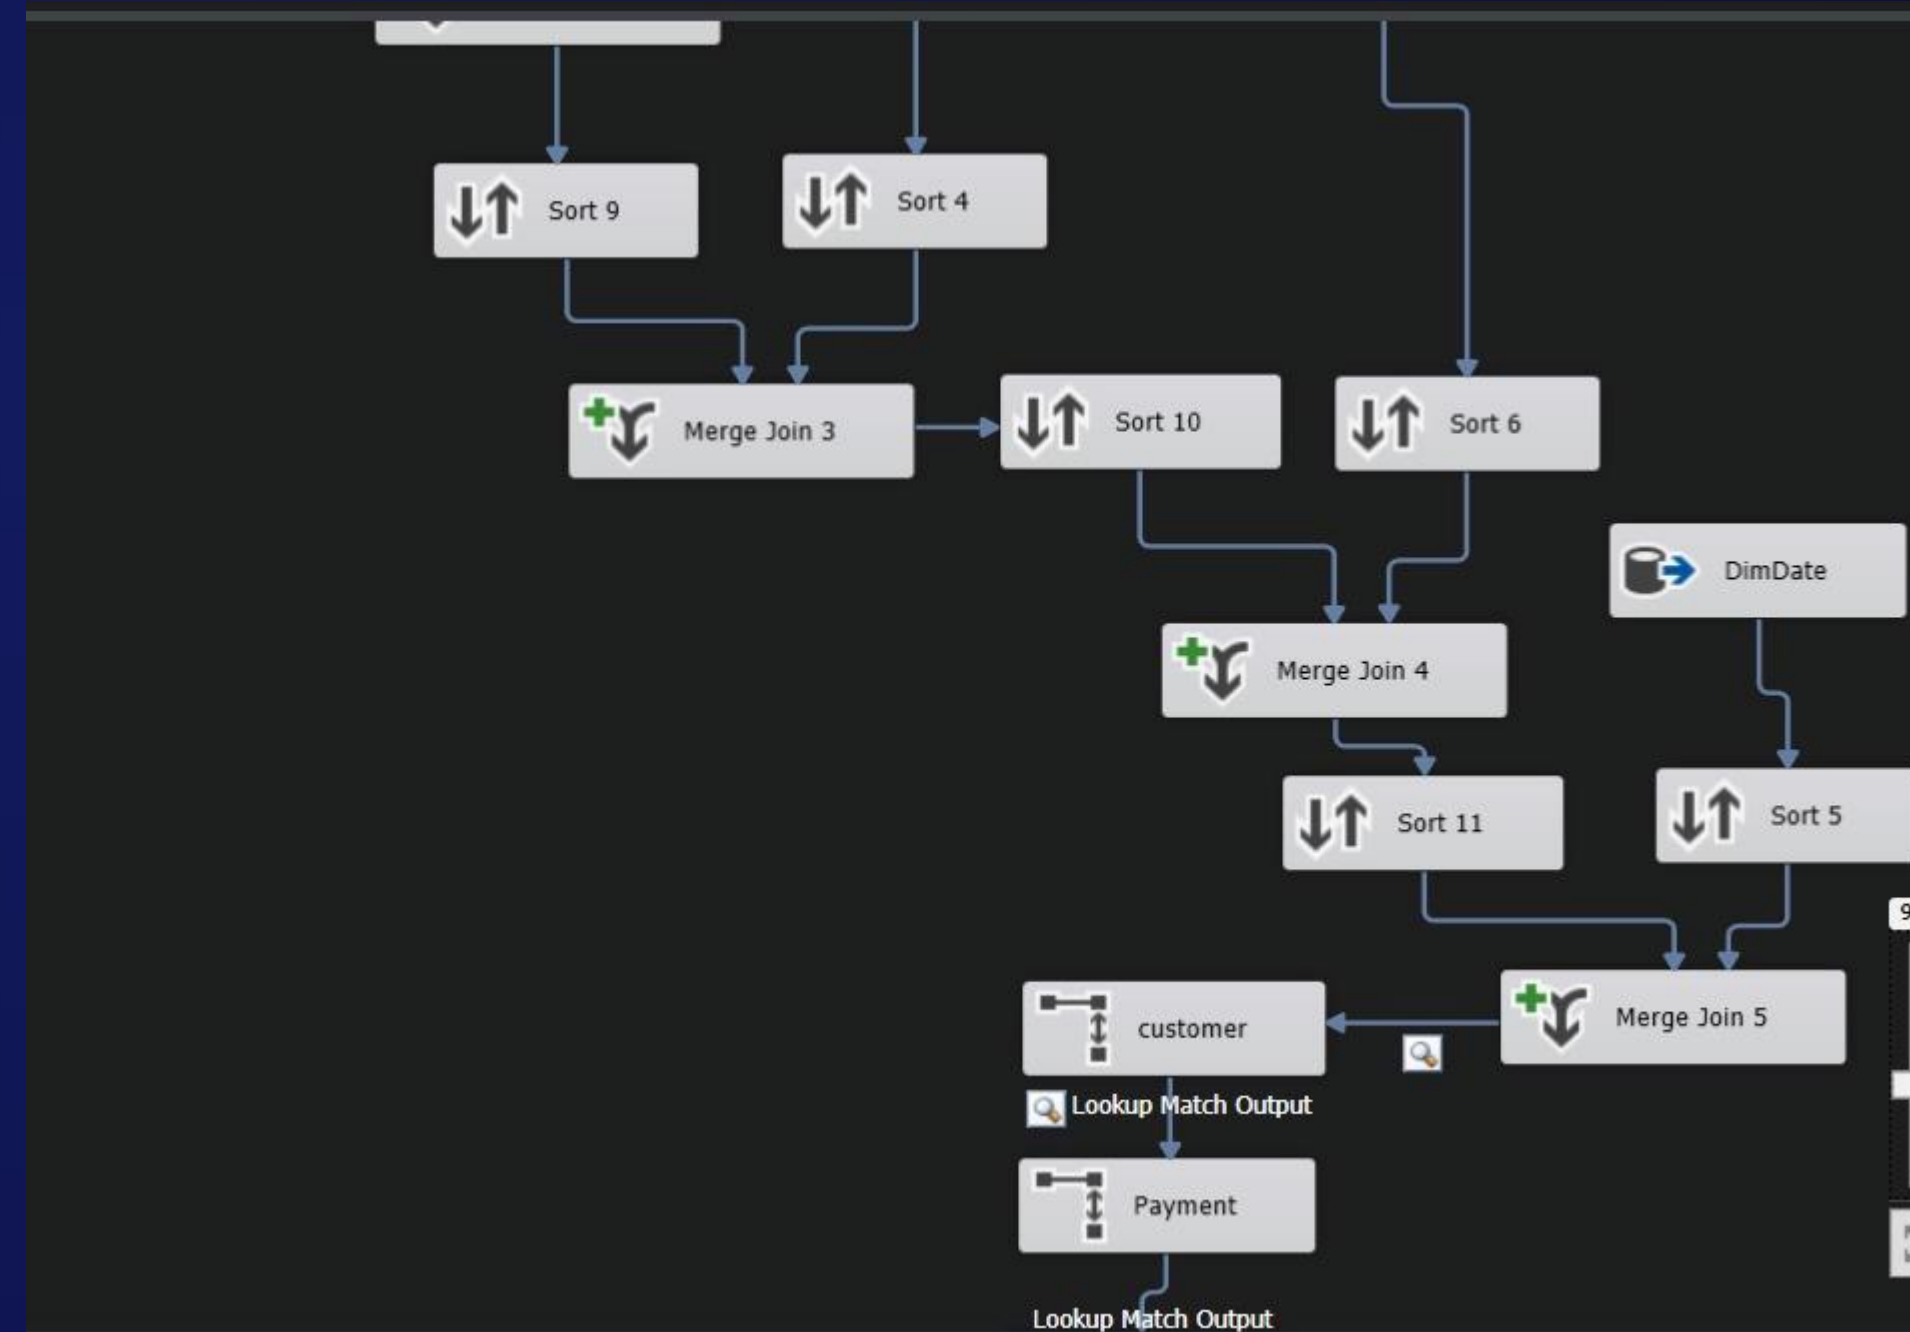 Sort 9
Sort 4
Merge Join 3
Sort 10
Sort 6
DimDate
Merge Join 4
Sort 11
Sort 5
9
customer
Merge Join 5
Lookup Match Output
Payment
Lookup Match Output